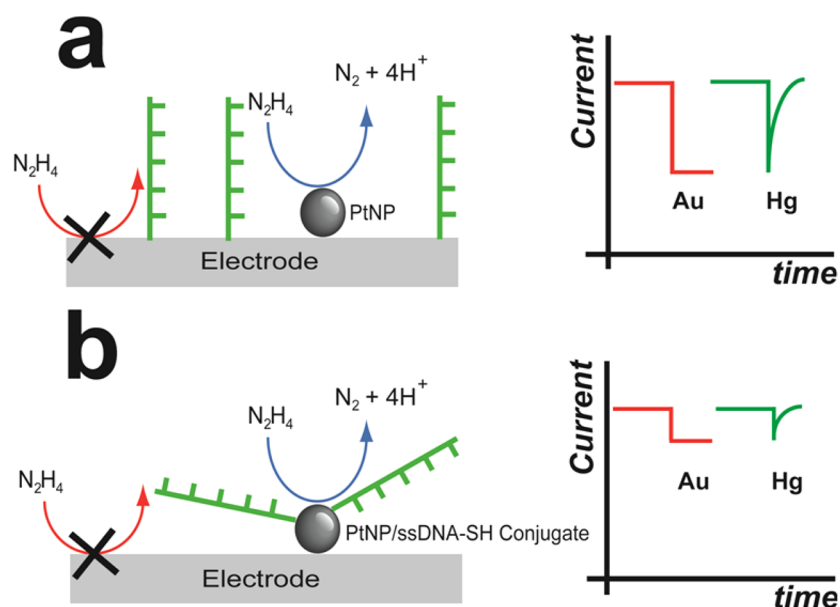 a
N₂H₄
N₂H₄
N₂ + 4H⁺
PtNP
Electrode
Current
Au
Hg
time
b
N₂H₄
N₂H₄
N₂ + 4H⁺
PtNP/ssDNA-SH Conjugate
Electrode
Current
Au
Hg
time